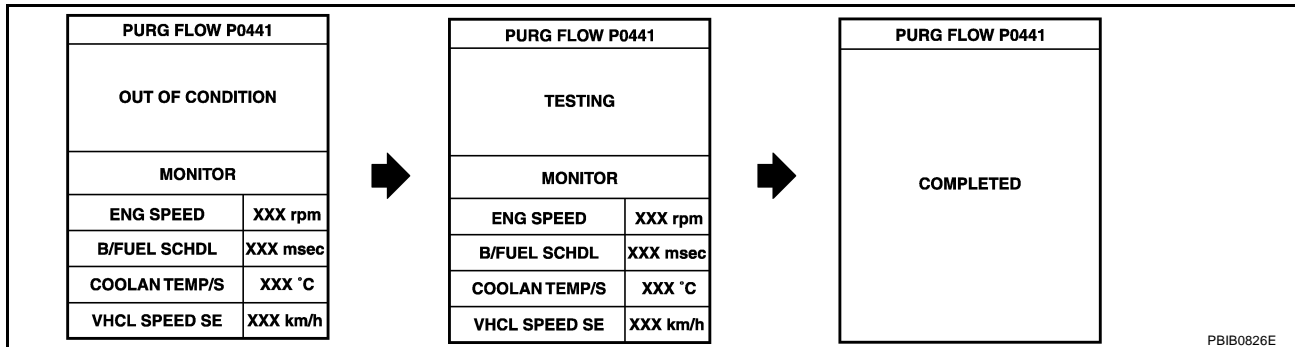 PURG FLOW P0441
OUT OF CONDITION
MONITOR
ENG SPEED XXX rpm
B/FUEL SCHDL XXX msec
COOLAN TEMP/S XXX °C
VHCL SPEED SE XXX km/h
PURG FLOW P0441
TESTING
MONITOR
ENG SPEED XXX rpm
B/FUEL SCHDL XXX msec
COOLAN TEMP/S XXX °C
VHCL SPEED SE XXX km/h
PURG FLOW P0441
COMPLETED
PBIB0826E